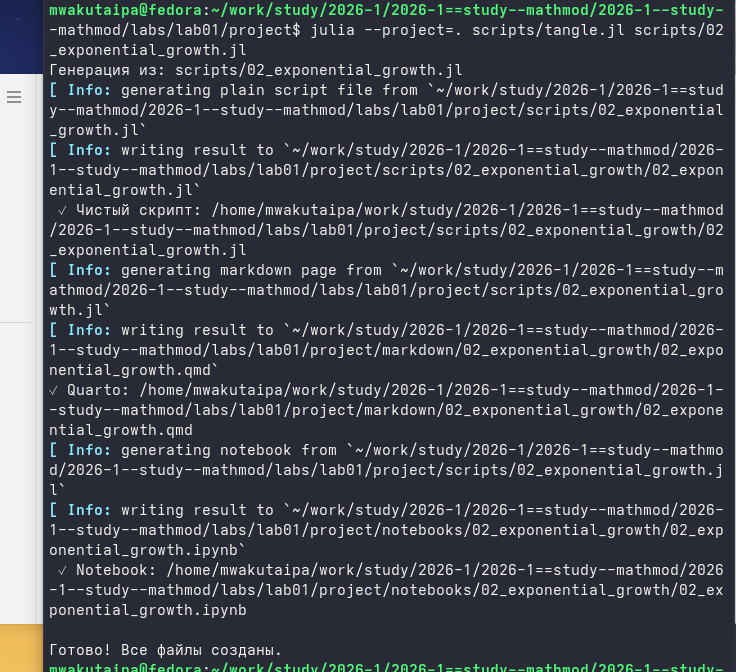 mwakutaipa@fedora:~/work/study/2026-1/2026-1==study--mathmod/2026-1--study-
-mathmod/labs/lab01/project$ julia --project=. scripts/tangle.jl scripts/02
_exponential_growth.jl
Генерация из: scripts/02_exponential_growth.jl
[ Info: generating plain script file from `~/work/study/2026-1/2026-1==stud
y--mathmod/2026-1--study--mathmod/labs/lab01/project/scripts/02_exponential
_growth.jl`
[ Info: writing result to `~/work/study/2026-1/2026-1==study--mathmod/2026-
1--study--mathmod/labs/lab01/project/scripts/02_exponential_growth/02_expon
ential_growth.jl`
✓ Чистый скрипт: /home/mwakutaipa/work/study/2026-1/2026-1==study--mathmod
/2026-1--study--mathmod/labs/lab01/project/scripts/02_exponential_growth/02
_exponential_growth.jl
[ Info: generating markdown page from `~/work/study/2026-1/2026-1==study--m
athmod/2026-1--study--mathmod/labs/lab01/project/scripts/02_exponential_gro
wth.jl`
[ Info: writing result to `~/work/study/2026-1/2026-1==study--mathmod/2026-
1--study--mathmod/labs/lab01/project/markdown/02_exponential_growth/02_expo
nential_growth.qmd`
✓ Quarto: /home/mwakutaipa/work/study/2026-1/2026-1==study--mathmod/2026-1-
-study--mathmod/labs/lab01/project/markdown/02_exponential_growth/02_expone
ntial_growth.qmd
[ Info: generating notebook from `~/work/study/2026-1/2026-1==study--mathmo
d/2026-1--study--mathmod/labs/lab01/project/scripts/02_exponential_growth.j
l`
[ Info: writing result to `~/work/study/2026-1/2026-1==study--mathmod/2026-
1--study--mathmod/labs/lab01/project/notebooks/02_exponential_growth/02_exp
onential_growth.ipynb`
✓ Notebook: /home/mwakutaipa/work/study/2026-1/2026-1==study--mathmod/2026
-1--study--mathmod/labs/lab01/project/notebooks/02_exponential_growth/02_ex
ponential_growth.ipynb
Готово! Все файлы созданы.
mwakutaipa@fedora:~/work/study/2026-1/2026-1==study--mathmod/2026-1--study-